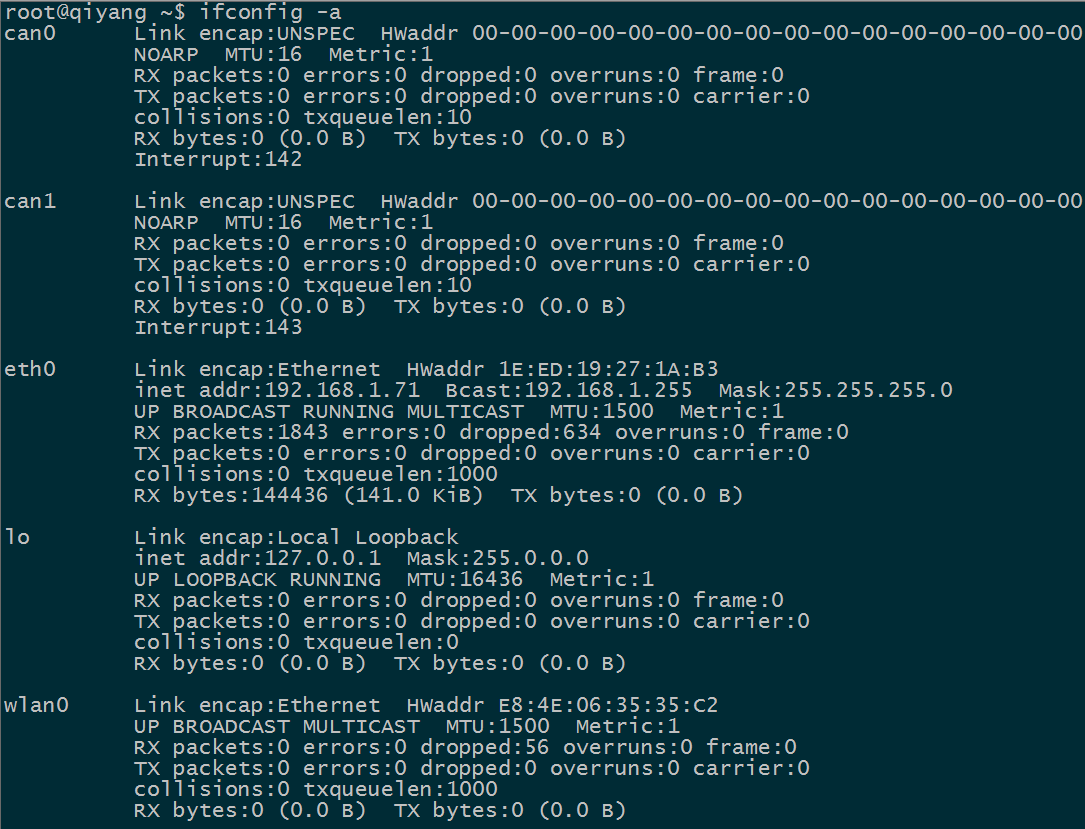 root@qiyang ~$ ifconfig -a
can0      Link encap:UNSPEC  HWaddr 00-00-00-00-00-00-00-00-00-00-00-00-00-00-00-00
          NOARP  MTU:16  Metric:1
          RX packets:0 errors:0 dropped:0 overruns:0 frame:0
          TX packets:0 errors:0 dropped:0 overruns:0 carrier:0
          collisions:0 txqueuelen:10
          RX bytes:0 (0.0 B)  TX bytes:0 (0.0 B)
          Interrupt:142
can1      Link encap:UNSPEC  HWaddr 00-00-00-00-00-00-00-00-00-00-00-00-00-00-00-00
          NOARP  MTU:16  Metric:1
          RX packets:0 errors:0 dropped:0 overruns:0 frame:0
          TX packets:0 errors:0 dropped:0 overruns:0 carrier:0
          collisions:0 txqueuelen:10
          RX bytes:0 (0.0 B)  TX bytes:0 (0.0 B)
          Interrupt:143
eth0      Link encap:Ethernet  HWaddr 1E:ED:19:27:1A:B3
          inet addr:192.168.1.71  Bcast:192.168.1.255  Mask:255.255.255.0
          UP BROADCAST RUNNING MULTICAST  MTU:1500  Metric:1
          RX packets:1843 errors:0 dropped:634 overruns:0 frame:0
          TX packets:0 errors:0 dropped:0 overruns:0 carrier:0
          collisions:0 txqueuelen:1000
          RX bytes:144436 (141.0 KiB)  TX bytes:0 (0.0 B)
lo        Link encap:Local Loopback
          inet addr:127.0.0.1  Mask:255.0.0.0
          UP LOOPBACK RUNNING  MTU:16436  Metric:1
          RX packets:0 errors:0 dropped:0 overruns:0 frame:0
          TX packets:0 errors:0 dropped:0 overruns:0 carrier:0
          collisions:0 txqueuelen:0
          RX bytes:0 (0.0 B)  TX bytes:0 (0.0 B)
wlan0     Link encap:Ethernet  HWaddr E8:4E:06:35:35:C2
          UP BROADCAST MULTICAST  MTU:1500  Metric:1
          RX packets:0 errors:0 dropped:56 overruns:0 frame:0
          TX packets:0 errors:0 dropped:0 overruns:0 carrier:0
          collisions:0 txqueuelen:1000
          RX bytes:0 (0.0 B)  TX bytes:0 (0.0 B)